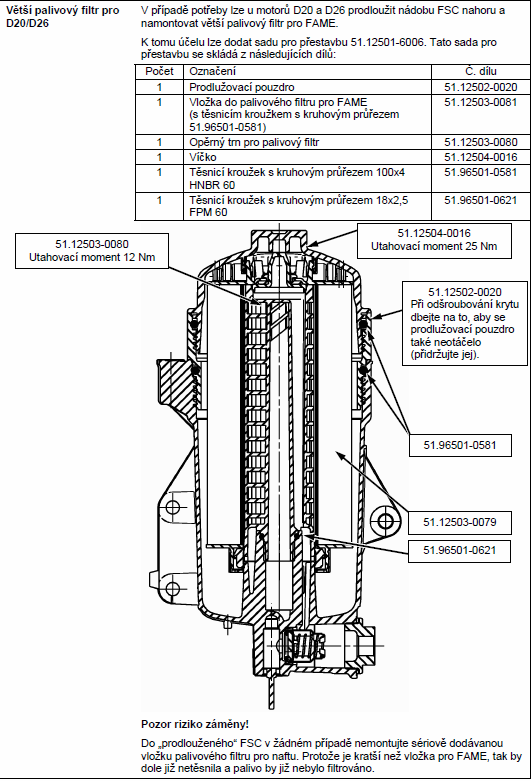 Větší palivový filtr pro
D20/D26
V případě potřeby lze u motorů D20 a D26 prodloužit nádobu FSC nahoru a
namontovat větší palivový filtr pro FAME.
K tomu účelu lze dodat sadu pro přestavbu 51.12501-6006. Tato sada pro
přestavbu se skládá z následujících dílů:
Počet Označení Č. dílu
1 Prodlužovací pouzdro 51.12502-0020
1 Vložka do palivového filtru pro FAME 51.12503-0081
(s těsnicím kroužkem s kruhovým průřezem
51.96501-0581)
1 Opěrný trn pro palivový filtr 51.12503-0080
1 Víčko 51.12504-0016
1 Těsnicí kroužek s kruhovým průřezem 100x4 51.96501-0581
HNBR 60
1 Těsnicí kroužek s kruhovým průřezem 18x2,5 51.96501-0621
FPM 60
51.12504-0016
Utahovací moment 25 Nm
51.12503-0080
Utahovací moment 12 Nm
51.12502-0020
Při odšroubování krytu
dbejte na to, aby se
prodlužovací pouzdro
také neotáčelo
(přidržujte jej).
51.96501-0581
51.12503-0079
51.96501-0621
Pozor riziko záměny!
Do „prodlouženého“ FSC v žádném případě nemontujte sériově dodávanou
vložku palivového filtru pro naftu. Protože je kratší než vložka pro FAME, tak by
dole již netěsnila a palivo by již nebylo filtrováno.